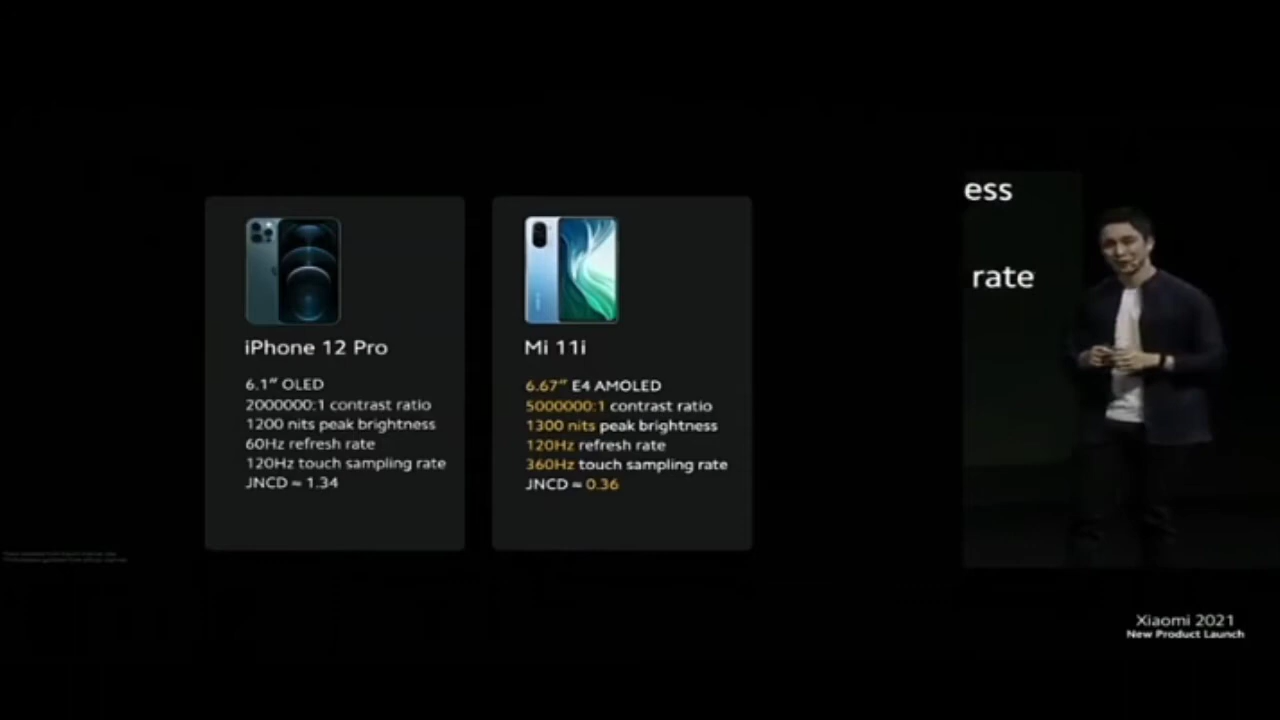 iPhone 12 Pro
6.1” OLED
2000000:1 contrast ratio
1200 nits peak brightness
60Hz refresh rate
120Hz touch sampling rate
JNCD ≈ 1.34
Mi 11i
6.67” E4 AMOLED
5000000:1 contrast ratio
1300 nits peak brightness
120Hz refresh rate
360Hz touch sampling rate
JNCD ≈ 0.36
ess
rate
Xiaomi 2021
New Product Launch